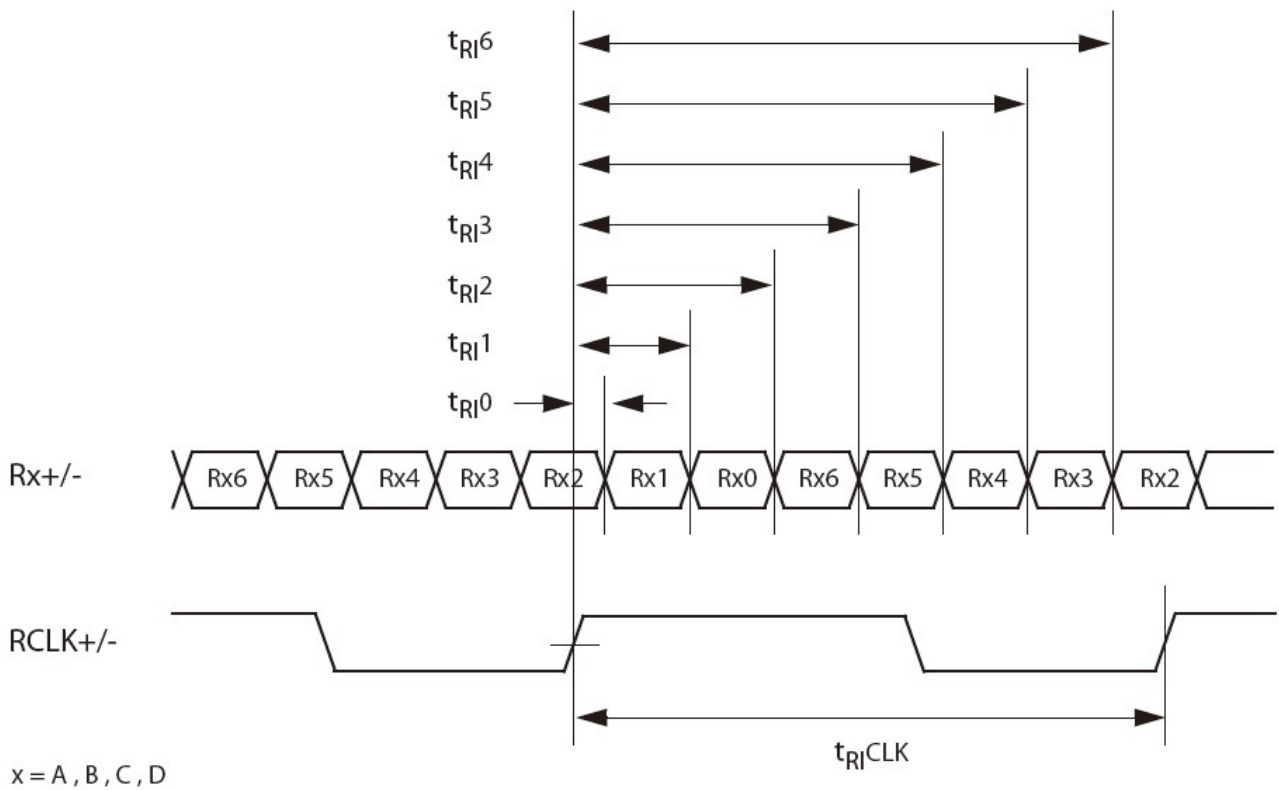 tRI6
tRI5
tRI4
tRI3
tRI2
tRI1
tRI0
Rx+/- Rx6 Rx5 Rx4 Rx3 Rx2 Rx1 Rx0 Rx6 Rx5 Rx4 Rx3 Rx2
RCLK+/-
tRICLK
x = A , B , C , D